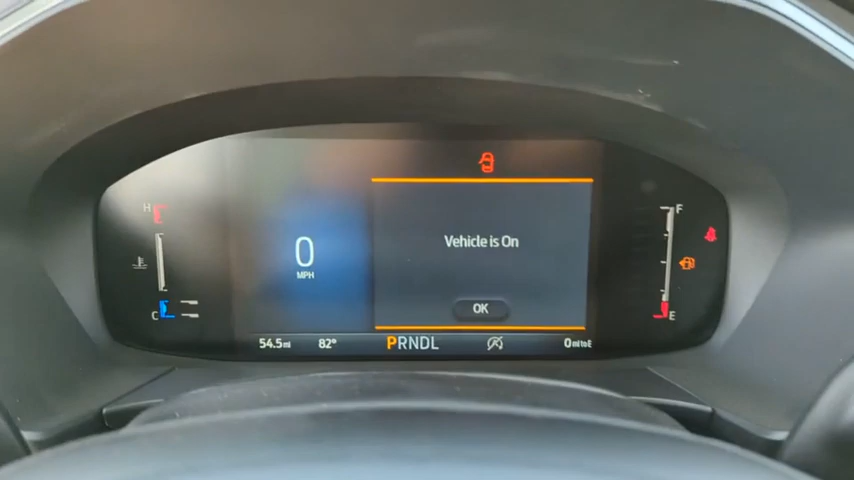 H
F
0
MPH
Vehicle is On
C
E
OK
54.5 mi
82°
PRNDL
0 mi to E